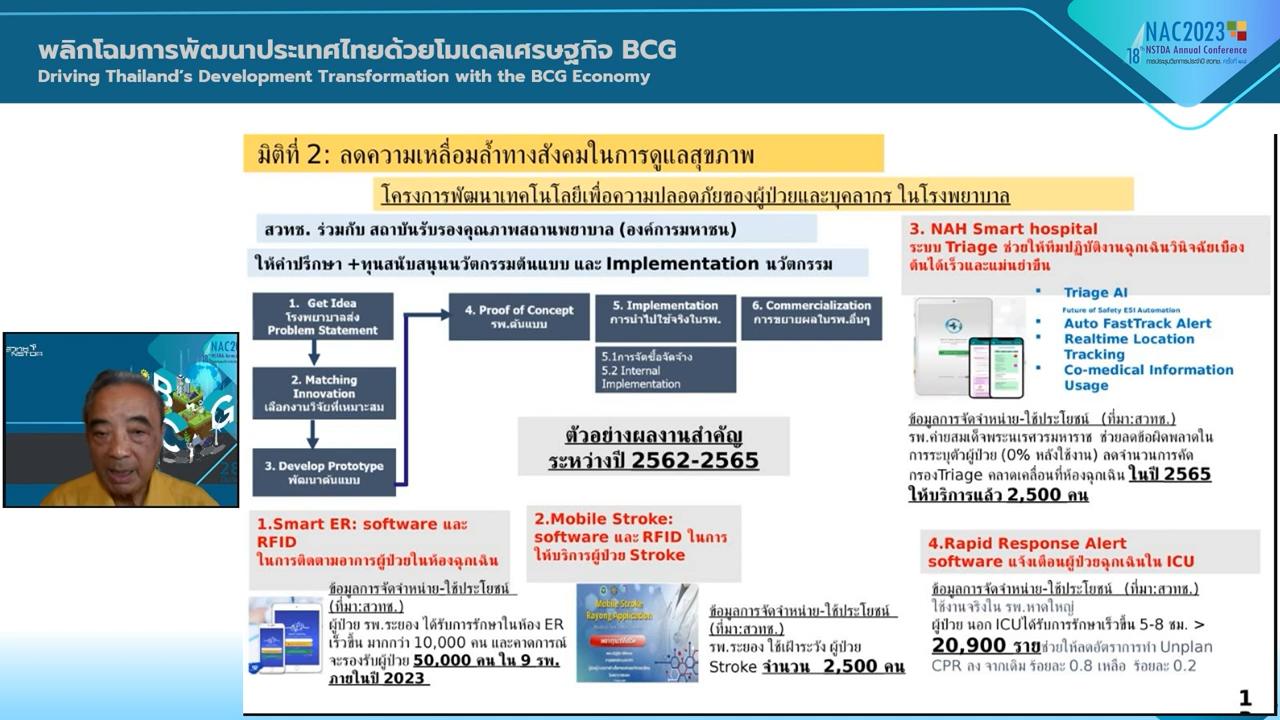 พลิกโฉมการพัฒนาประเทศไทยด้วยโมเดลเศรษฐกิจ BCG
Driving Thailand's Development Transformation with the BCG Economy
NAC2023
18th NSTDA Annual Conference
การประชุมวิชาการประจำปี สวทช. ครั้งที่ ๑๘
มิติที่ 2: ลดความเหลื่อมล้ำทางสังคมในการดูแลสุขภาพ
โครงการพัฒนาเทคโนโลยีเพื่อความปลอดภัยของผู้ป่วยและบุคลากร ในโรงพยาบาล
สวทช. ร่วมกับ สถาบันรับรองคุณภาพสถานพยาบาล (องค์การมหาชน)
ให้คำปรึกษา +ทุนสนับสนุนนวัตกรรมต้นแบบ และ Implementation นวัตกรรม
1. Get Idea
โรงพยาบาลส่ง
Problem Statement
2. Matching
Innovation
เลือกงานวิจัยที่เหมาะสม
3. Develop Prototype
พัฒนาต้นแบบ
4. Proof of Concept
รพ.ต้นแบบ
5. Implementation
การนำไปใช้จริงในรพ.
5.1การจัดซื้อจัดจ้าง
5.2 Internal
Implementation
6. Commercialization
การขยายผลในรพ.อื่นๆ
ตัวอย่างผลงานสำคัญ
ระหว่างปี 2562-2565
1.Smart ER: software และ
RFID
ในการติดตามอาการผู้ป่วยในห้องฉุกเฉิน
ข้อมูลการจัดจำหน่าย-ใช้ประโยชน์
(ที่มา:สวทช.)
ผู้ป่วย รพ.ระยอง ได้รับการรักษาในห้อง ER
เร็วขึ้น มากกว่า 10,000 คน และคาดการณ์
จะรองรับผู้ป่วย 50,000 คน ใน 9 รพ.
ภายในปี 2023
2.Mobile Stroke:
software และ RFID ในการ
ให้บริการผู้ป่วย Stroke
Mobile Stroke
Rayong Application
ข้อมูลการจัดจำหน่าย-ใช้ประโยชน์
(ที่มา:สวทช.)
รพ.ระยอง ใช้เฝ้าระวัง ผู้ป่วย
Stroke จำนวน 2,500 คน
3. NAH Smart hospital
ระบบ Triage ช่วยให้ทีมปฏิบัติงานฉุกเฉินวินิจฉัยเบื้อง
ต้นได้เร็วและแม่นยำขึ้น
Triage AI
Future of Safety ESI Automation
Auto FastTrack Alert
Realtime Location
Tracking
Co-medical Information
Usage
ข้อมูลการจัดจำหน่าย-ใช้ประโยชน์ (ที่มา:สวทช.)
รพ.ค่ายสมเด็จพระนเรศวรมหาราช ช่วยลดข้อผิดพลาดใน
การระบุตัวผู้ป่วย (0% หลังใช้งาน) ลดจำนวนการคัด
กรองTriage คลาดเคลื่อนที่ห้องฉุกเฉิน ในปี 2565
ให้บริการแล้ว 2,500 คน
4.Rapid Response Alert
software แจ้งเตือนผู้ป่วยฉุกเฉินใน ICU
ข้อมูลการจัดจำหน่าย-ใช้ประโยชน์ (ที่มา:สวทช.)
ใช้งานจริงใน รพ.หาดใหญ่
ผู้ป่วย นอก ICUได้รับการรักษาเร็วขึ้น 5-8 ชม. >
20,900 รายช่วยให้ลดอัตราการทำ Unplan
CPR ลง จากเดิม ร้อยละ 0.8 เหลือ ร้อยละ 0.2